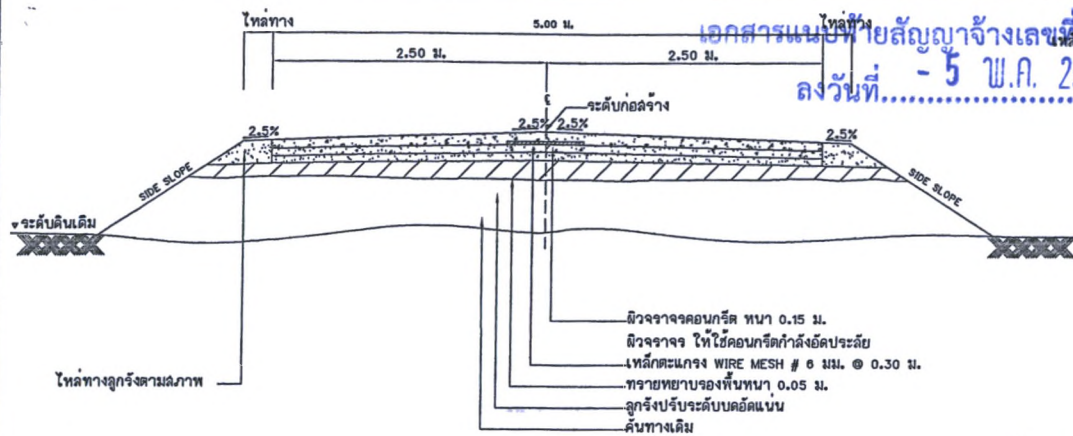 ไหล่ทาง 5.00 ม. ไหล่ทาง
เอกสารแนบท้ายสัญญาจ้างเลขที่
2.50 ม. 2.50 ม.
ลงวันที่ - 5 พ.ค. 2
ระดับก่อสร้าง
2.5% 2.5% 2.5% 2.5%
SIDE SLOPE SIDE SLOPE
ระดับดินเดิม
ผิวจราจรคอนกรีต หนา 0.15 ม.
ผิวจราจร ให้ใช้คอนกรีตกำลังอัดประลัย
เหล็กตะแกรง WIRE MESH # 6 มม. @ 0.30 ม.
ไหล่ทางลูกรังตามสภาพ
ทรายหยาบรองพื้นหนา 0.05 ม.
ลูกรังปรับระดับบดอัดแน่น
คันทางเดิม